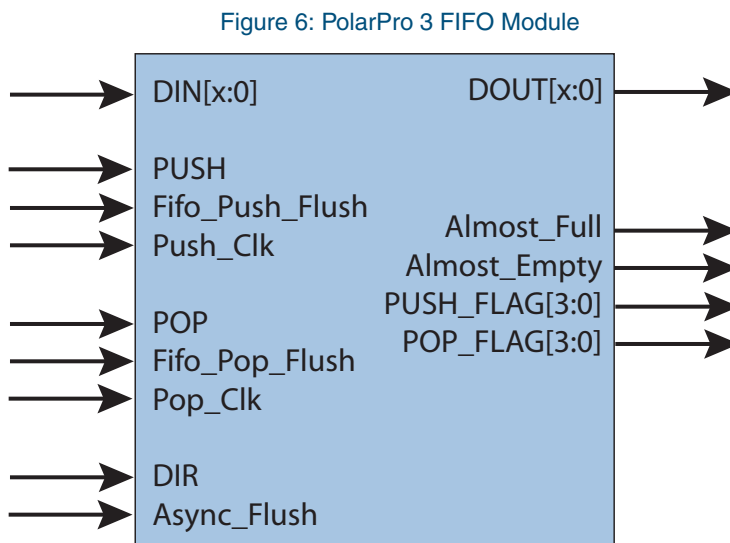 Figure 6: PolarPro 3 FIFO Module
DIN[x:0]
DOUT[x:0]
PUSH
Fifo_Push_Flush
Push_Clk
Almost_Full
Almost_Empty
PUSH_FLAG[3:0]
POP_FLAG[3:0]
POP
Fifo_Pop_Flush
Pop_Clk
DIR
Async_Flush